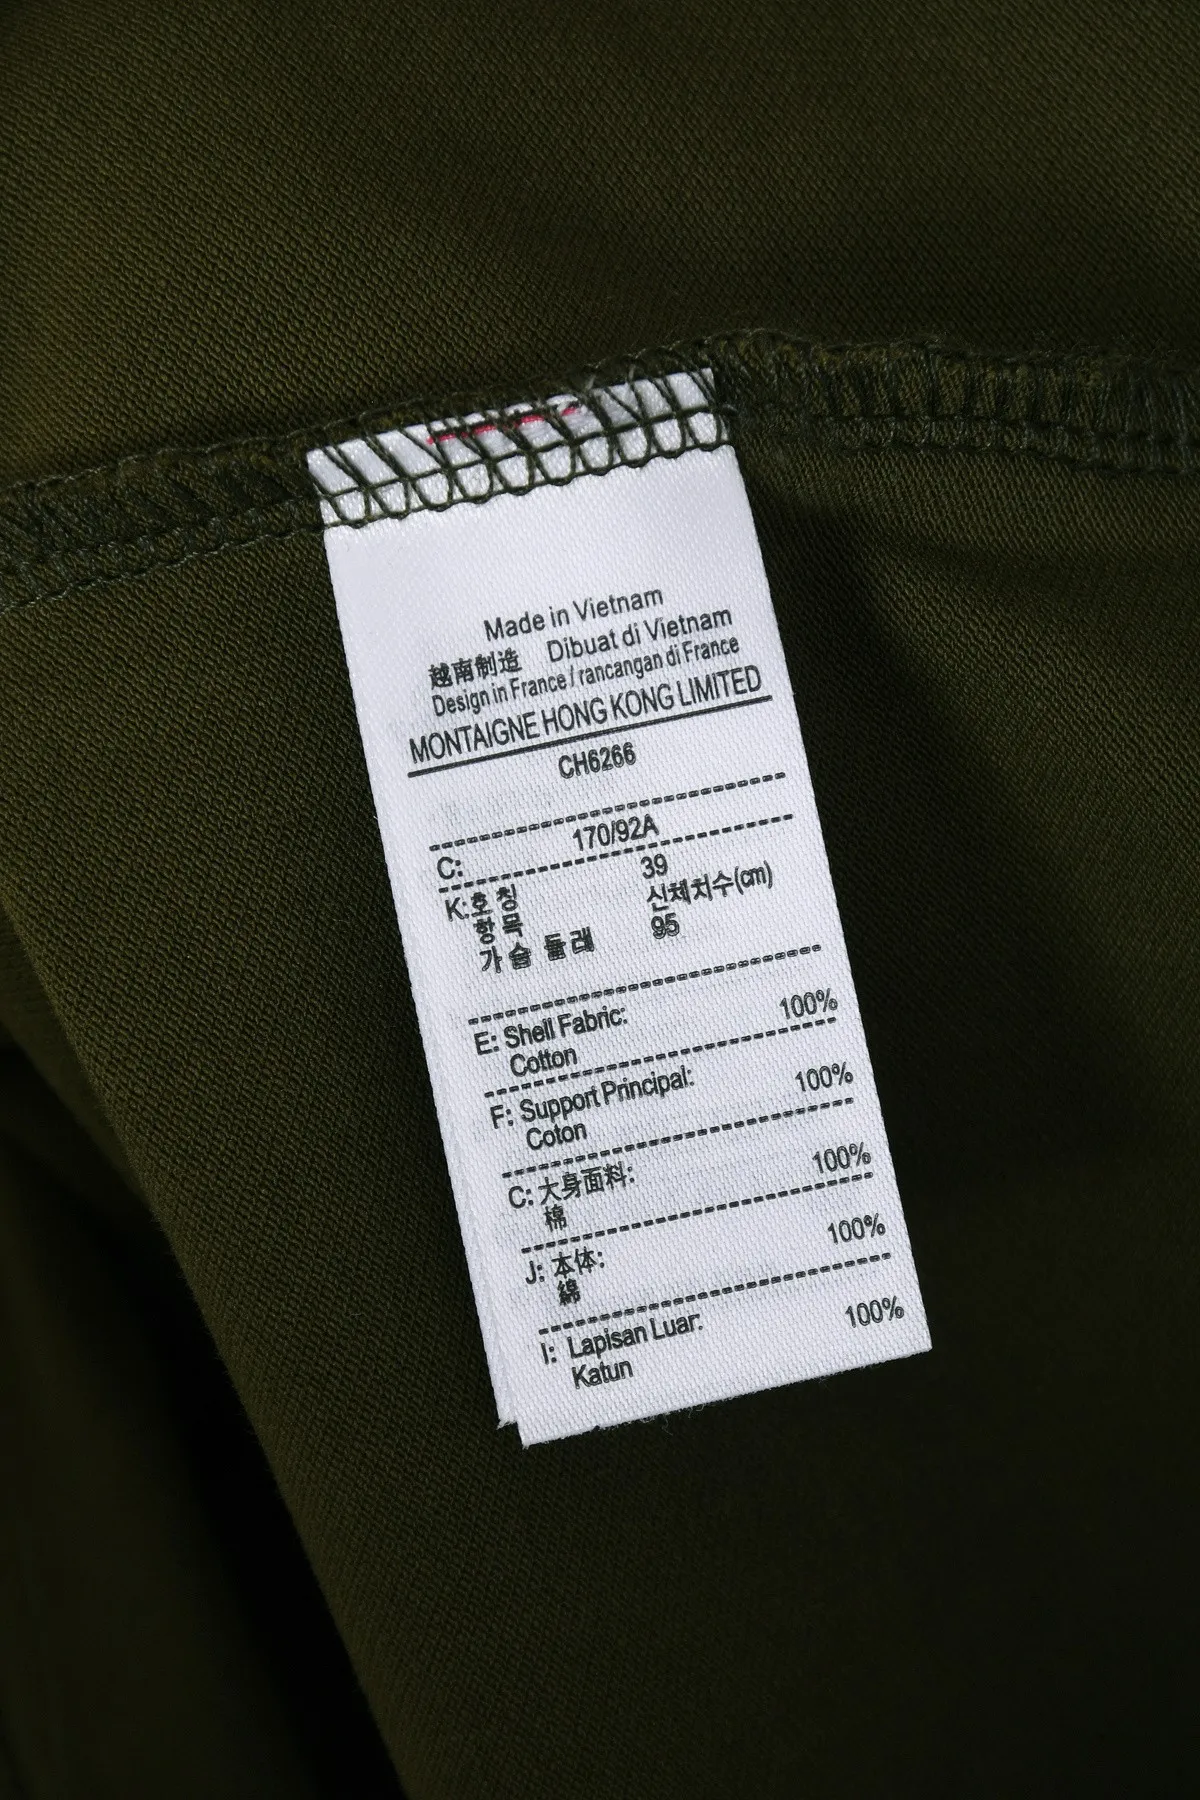 Made in Vietnam
越南制造 Dibuat di Vietnam
Design in France / rancangan di France
MONTAIGNE HONG KONG LIMITED
CH6266
C: 170/92A
K: 호칭 39
항목 신체치수(cm)
가슴 둘레 95
E: Shell Fabric: 100%
Cotton
F: Support Principal: 100%
Coton
C: 大身面料: 100%
棉
J: 本体: 100%
綿
I: Lapisan Luar: 100%
Katun